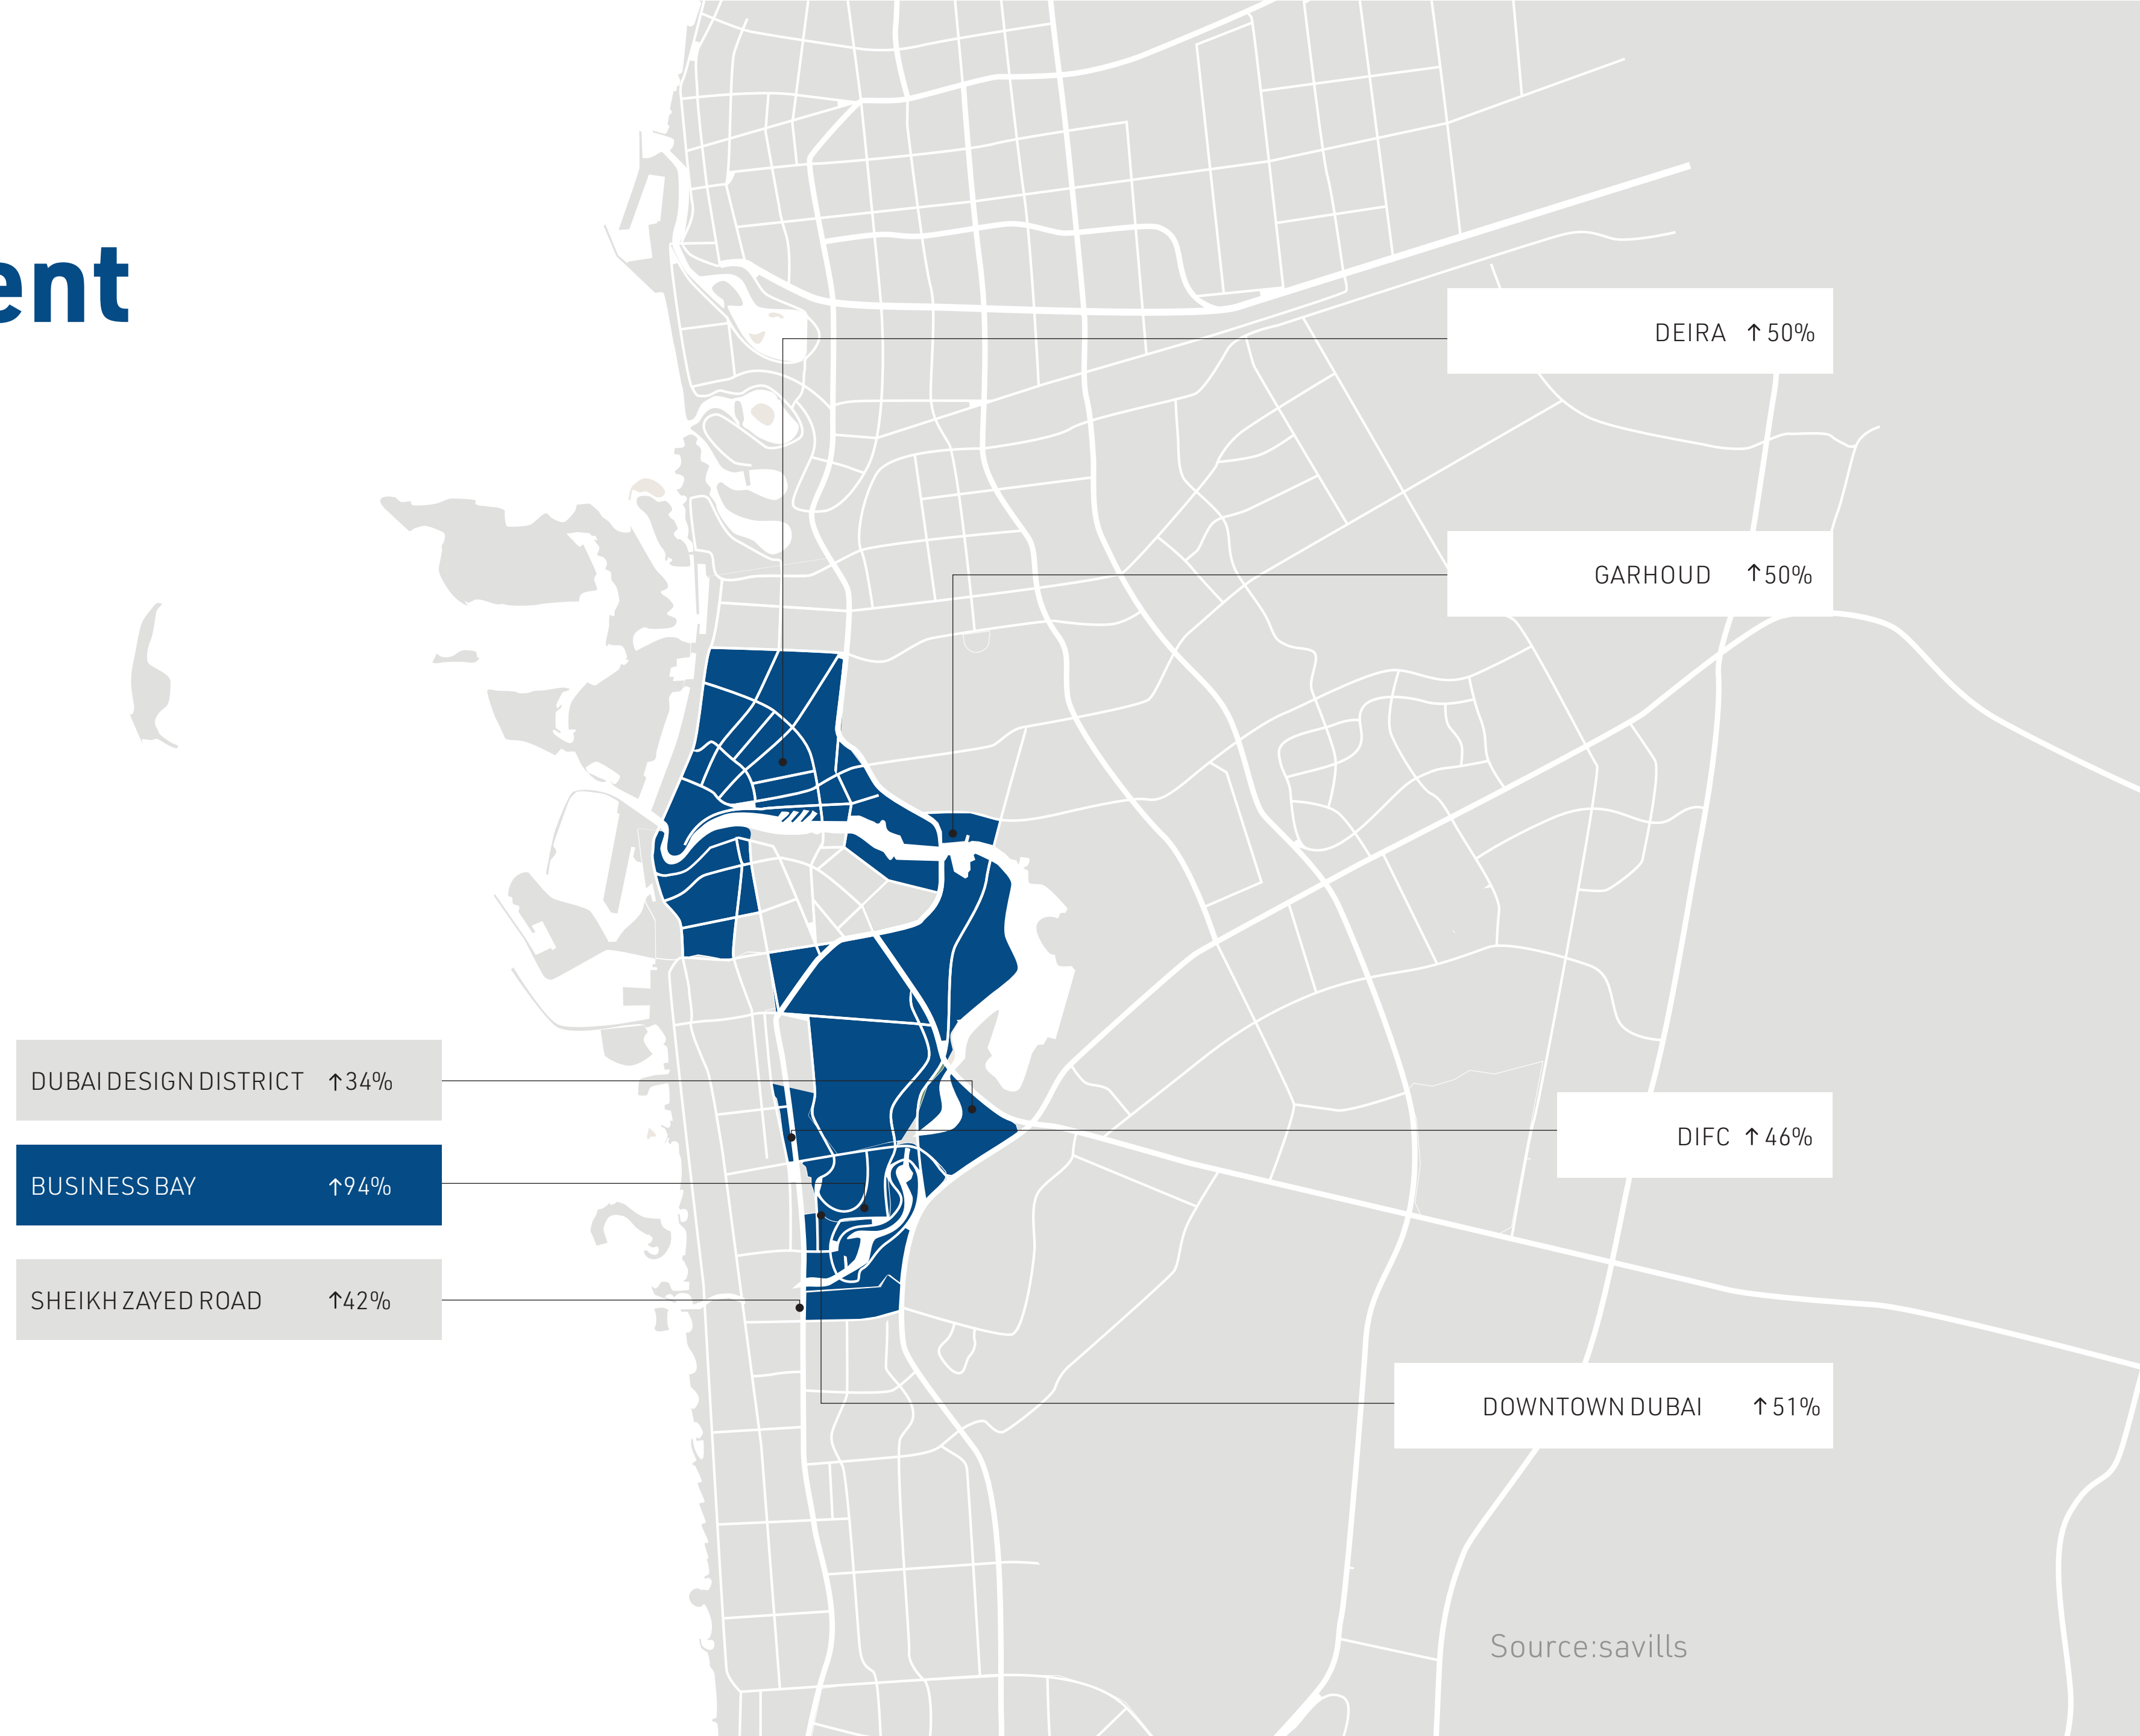 ent
DEIRA ↑50%
GARHOUD ↑50%
DUBAI DESIGN DISTRICT ↑34%
BUSINESS BAY ↑94%
SHEIKH ZAYED ROAD ↑42%
DIFC ↑46%
DOWNTOWN DUBAI ↑51%
Source:savills